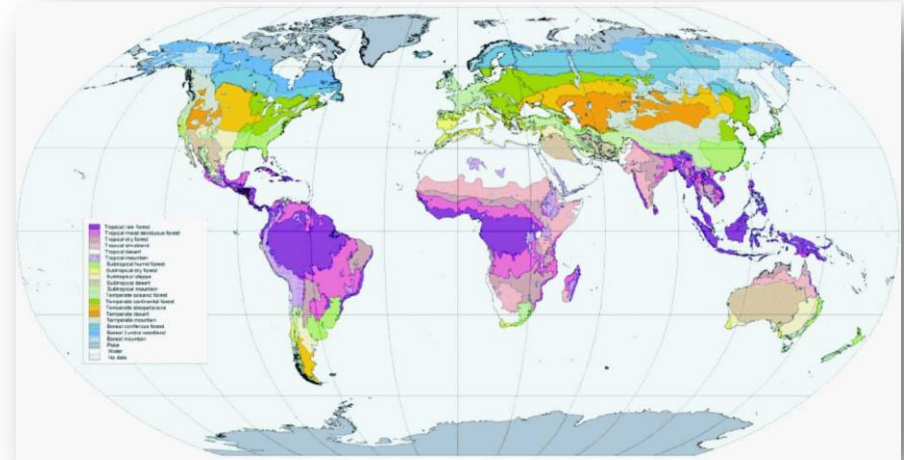 Tropical rain forest
Tropical moist deciduous forest
Tropical dry forest
Tropical shrubland
Tropical desert
Tropical mountain
Subtropical humid forest
Subtropical dry forest
Subtropical steppe
Subtropical desert
Subtropical mountain
Temperate oceanic forest
Temperate continental forest
Temperate steppe/prairie
Temperate desert
Temperate mountain
Boreal coniferous forest
Boreal tundra woodland
Boreal mountain
Polar
Water
No data